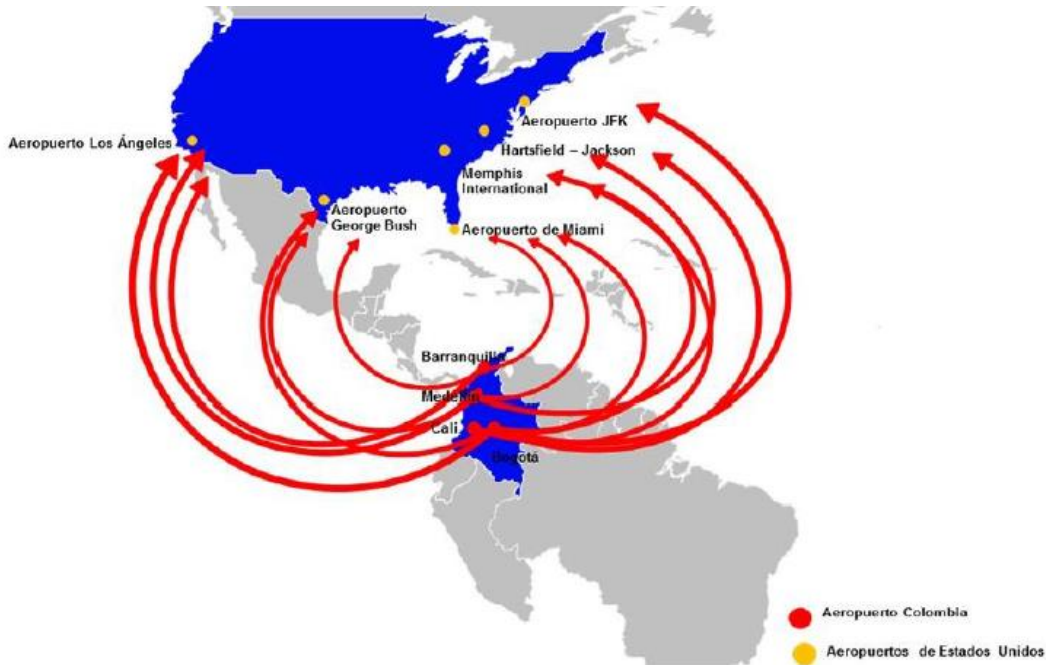 Aeropuerto JFK
Aeropuerto Los Ángeles
Hartsfield – Jackson
Memphis
International
Aeropuerto
George Bush
Aeropuerto de Miami
Barranquilla
Medellín
Cali
Bogotá
Aeropuerto Colombia
Aeropuertos de Estados Unidos